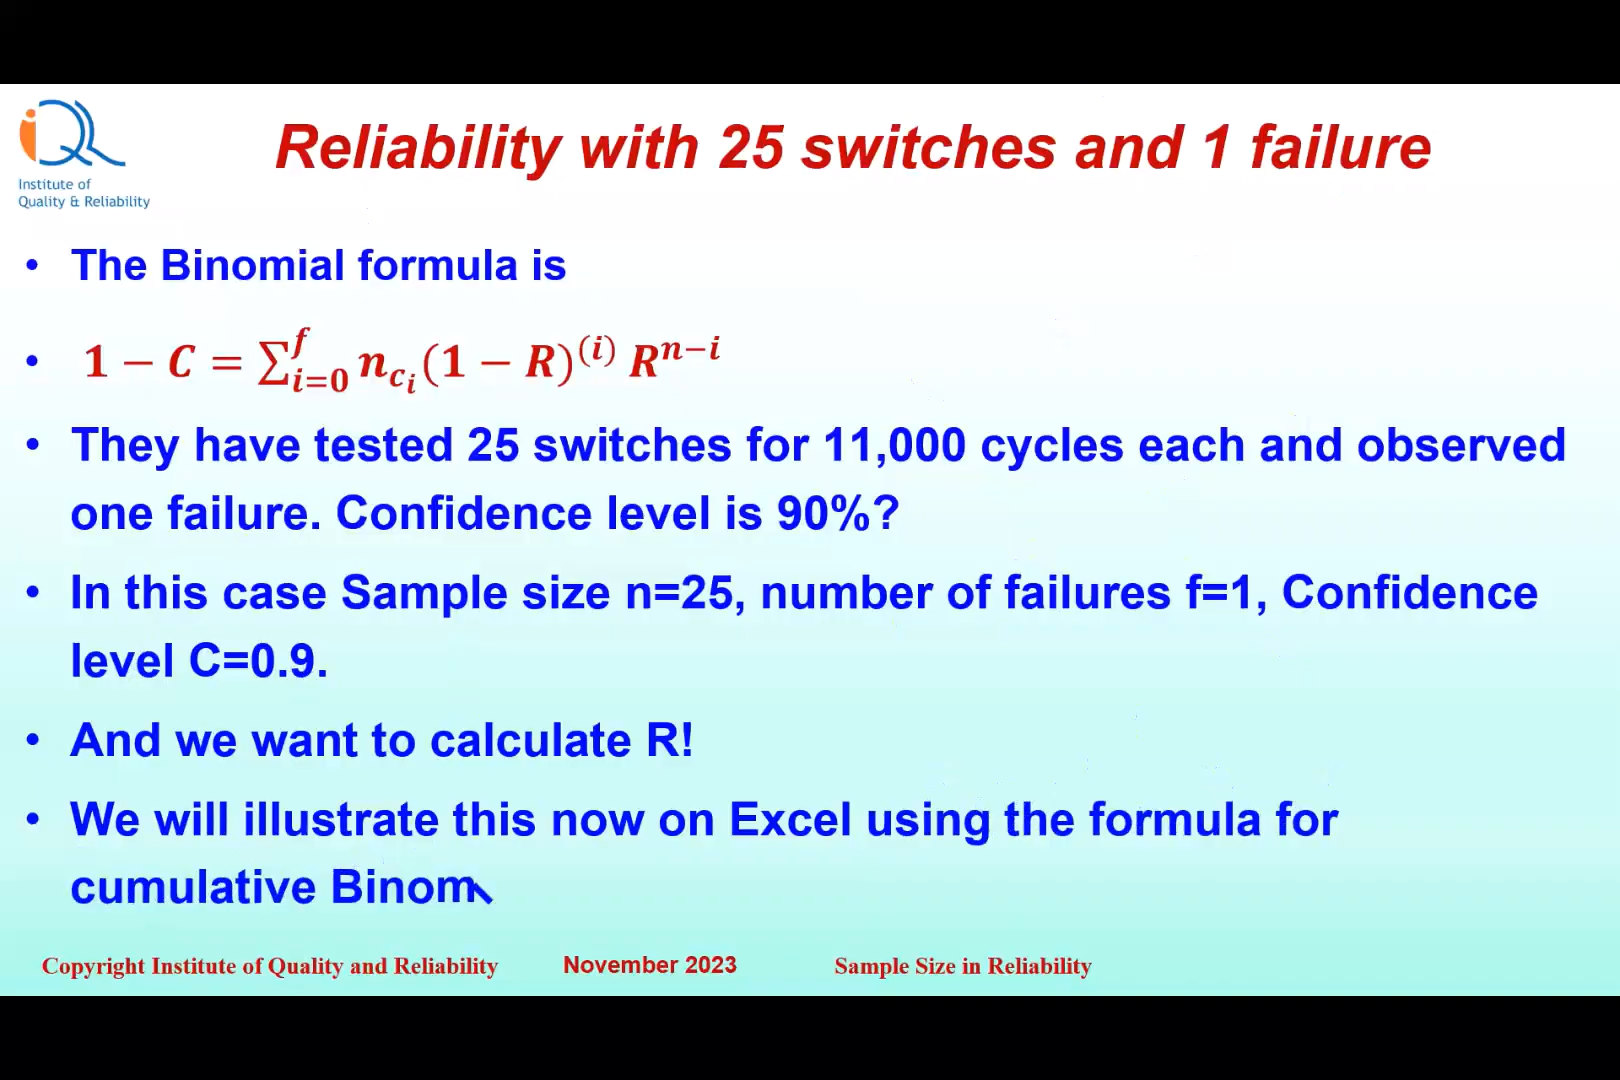 iQR
Institute of
Quality & Reliability
Reliability with 25 switches and 1 failure
• The Binomial formula is
• 1 − C = ∑_{i=0}^{f} n_{c_i} (1 − R)^{(i)} R^{n−i}
• They have tested 25 switches for 11,000 cycles each and observed
one failure. Confidence level is 90%?
• In this case Sample size n=25, number of failures f=1, Confidence
level C=0.9.
• And we want to calculate R!
• We will illustrate this now on Excel using the formula for
cumulative Binom
Copyright Institute of Quality and Reliability November 2023 Sample Size in Reliability